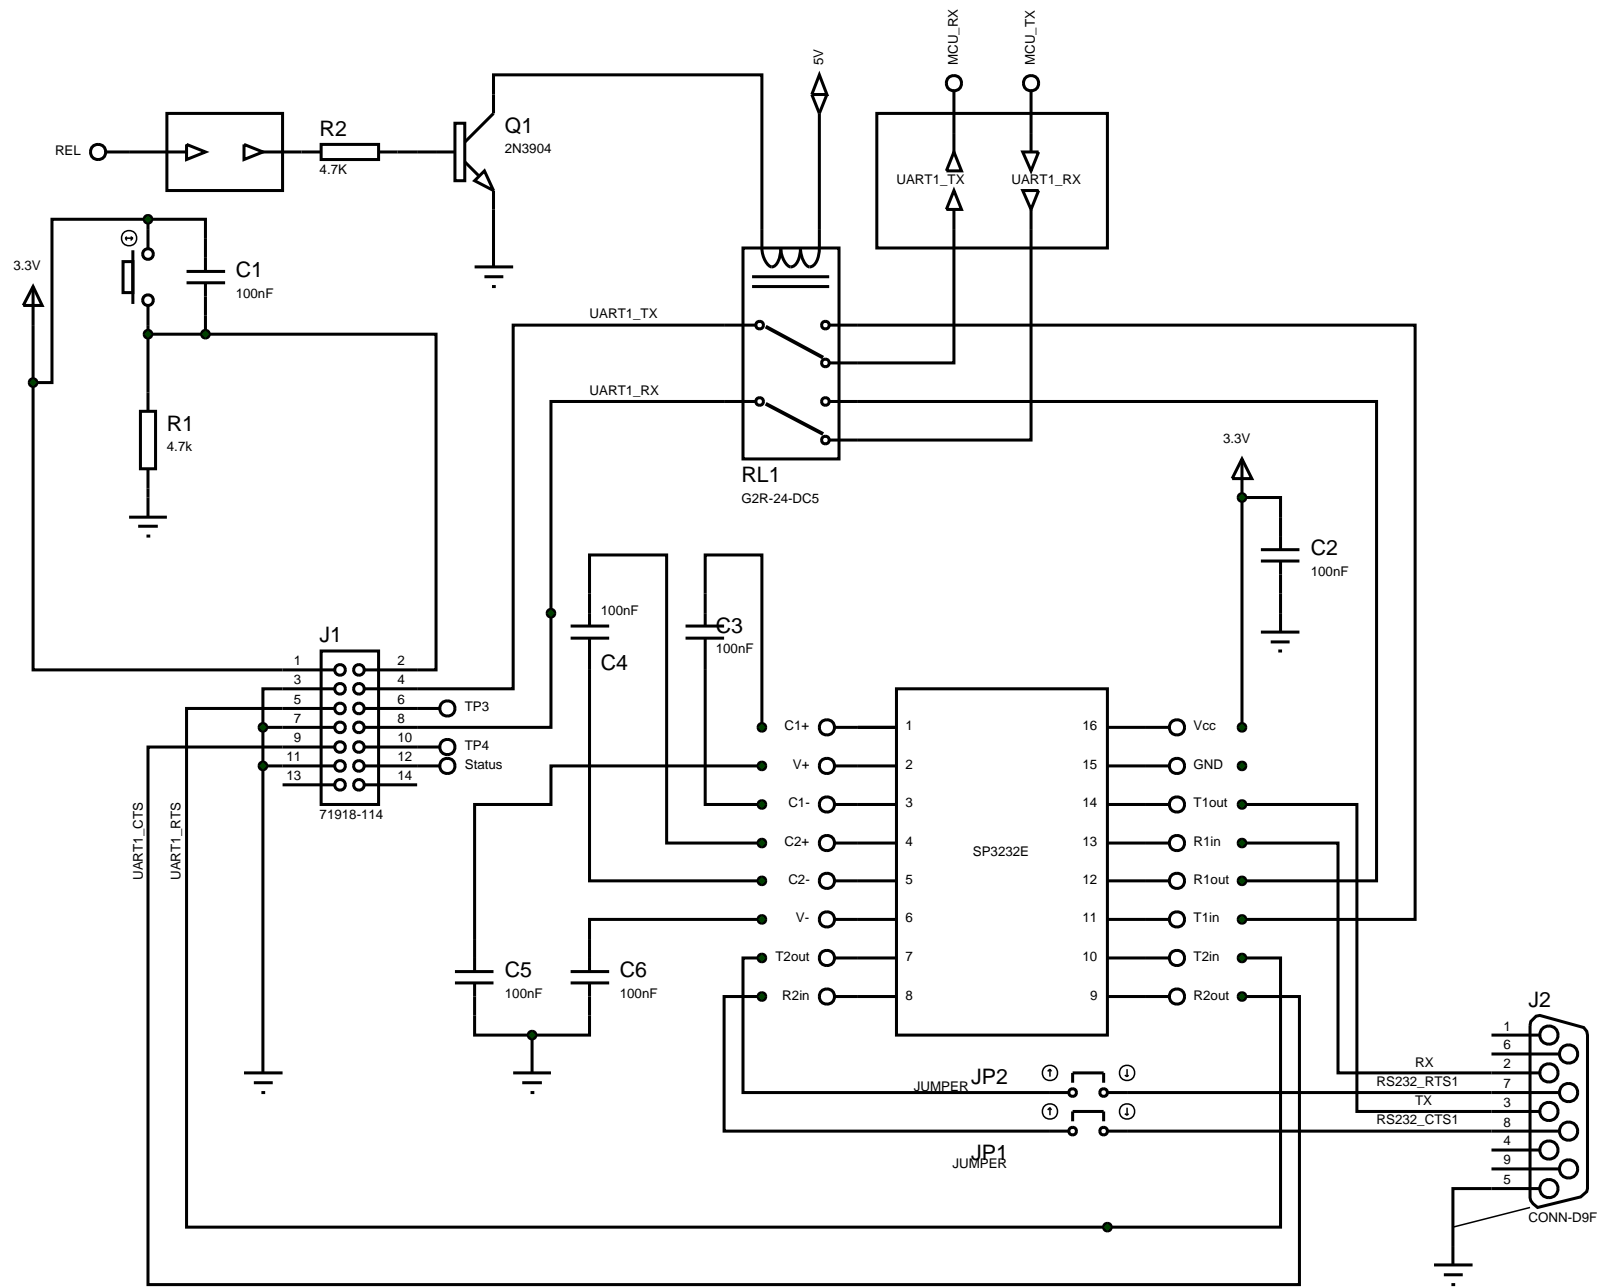 MCU_RX
MCU_TX
5V
REL
R2
4.7K
Q1
2N3904
UART1_TX
UART1_RX
3.3V
C1
100nF
UART1_TX
UART1_RX
R1
4.7k
RL1
G2R-24-DC5
3.3V
C2
100nF
100nF
C4
C3
100nF
J1
1 2
3 4
5 6 TP3
7 8
9 10 TP4
11 12 Status
13 14
71918-114
UART1_CTS
UART1_RTS
C1+ 1 16 Vcc
V+ 2 15 GND
C1- 3 14 T1out
C2+ 4 13 R1in
SP3232E
C2- 5 12 R1out
V- 6 11 T1in
T2out 7 10 T2in
R2in 8 9 R2out
C5
100nF
C6
100nF
J2
1
6
RX 2
RS232_RTS1 7
TX 3
RS232_CTS1 8
4
9
5
CONN-D9F
JP2
JUMPER
JP1
JUMPER